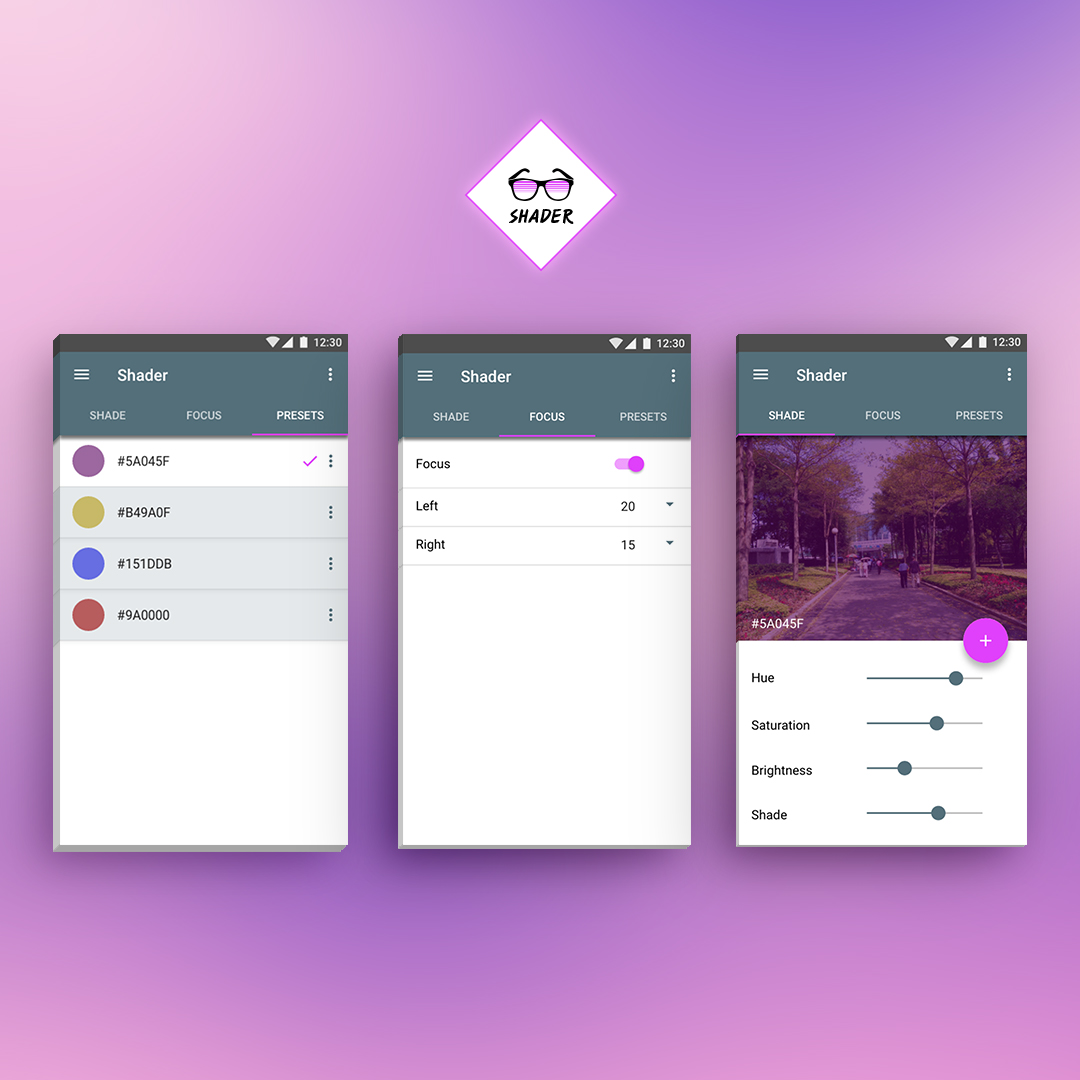 SHADER
12:30
Shader
SHADE FOCUS PRESETS
#5A045F
#B49A0F
#151DDB
#9A0000
12:30
Shader
SHADE FOCUS PRESETS
Focus
Left 20
Right 15
12:30
Shader
SHADE FOCUS PRESETS
#5A045F
+
Hue
Saturation
Brightness
Shade